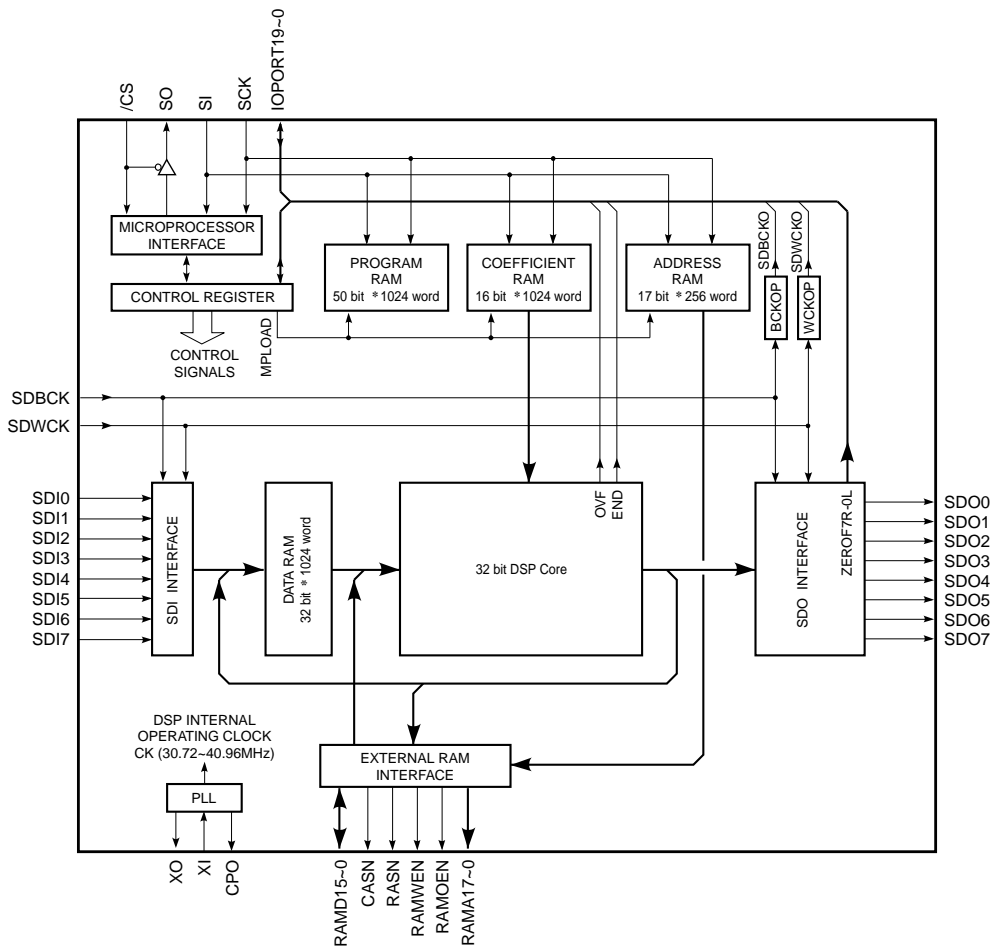 /CS
SO
SI
SCK
IOPORT19~0
MICROPROCESSOR
INTERFACE
CONTROL REGISTER
CONTROL
SIGNALS
MPLOAD
PROGRAM
RAM
50 bit *1024 word
COEFFICIENT
RAM
16 bit *1024 word
ADDRESS
RAM
17 bit * 256 word
SDBCKO
SDWCKO
BCKOP
WCKOP
SDBCK
SDWCK
SDI0
SDI1
SDI2
SDI3
SDI4
SDI5
SDI6
SDI7
SDI INTERFACE
DATA RAM
32 bit * 1024 word
32 bit DSP Core
OVF
END
SDO INTERFACE
ZEROF7R-0L
SDO0
SDO1
SDO2
SDO3
SDO4
SDO5
SDO6
SDO7
DSP INTERNAL
OPERATING CLOCK
CK (30.72~40.96MHz)
PLL
EXTERNAL RAM
INTERFACE
XO
XI
CPO
RAMD15~0
CASN
RASN
RAMWEN
RAMOEN
RAMA17~0